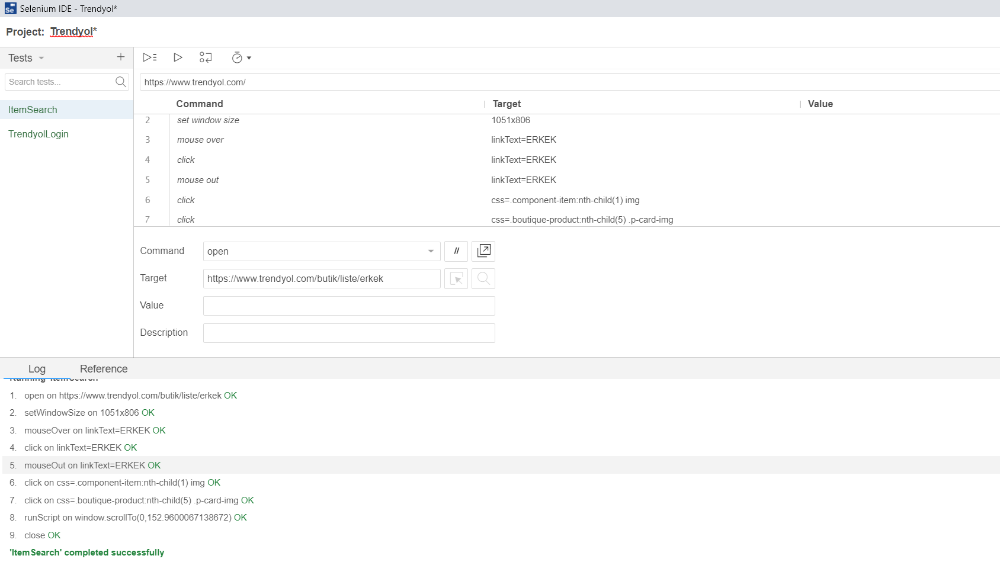 Selenium IDE - Trendyol*
Project: Trendyol*
Tests
Search tests...
https://www.trendyol.com/
Command Target Value
ItemSearch
TrendyolLogin
2 set window size 1051x806
3 mouse over linkText=ERKEK
4 click linkText=ERKEK
5 mouse out linkText=ERKEK
6 click css=.component-item:nth-child(1) img
7 click css=.boutique-product:nth-child(5) .p-card-img
Command open //
Target https://www.trendyol.com/butik/liste/erkek
Value
Description
Log Reference
Running 'ItemSearch'
1. open on https://www.trendyol.com/butik/liste/erkek OK
2. setWindowSize on 1051x806 OK
3. mouseOver on linkText=ERKEK OK
4. click on linkText=ERKEK OK
5. mouseOut on linkText=ERKEK OK
6. click on css=.component-item:nth-child(1) img OK
7. click on css=.boutique-product:nth-child(5) .p-card-img OK
8. runScript on window.scrollTo(0,152.9600067138672) OK
9. close OK
'ItemSearch' completed successfully